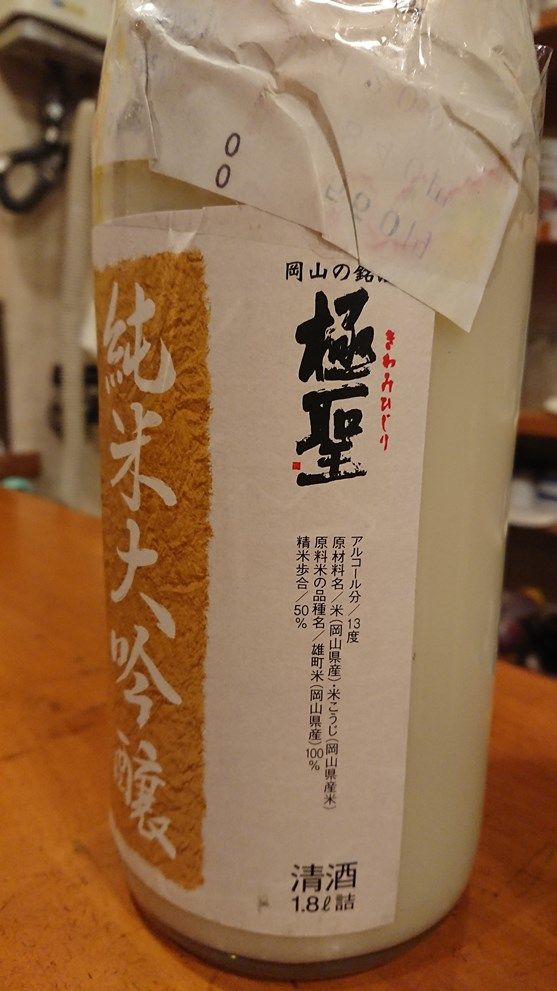 0
0
岡山の銘
極聖
きわみひじり
アルコール分/13度
原材料名/米(岡山県産)・米こうじ(岡山県産米)
原料米の品種名/雄町米(岡山県産)100%
精米歩合/50%
純米大吟醸
清酒
1.8ℓ詰